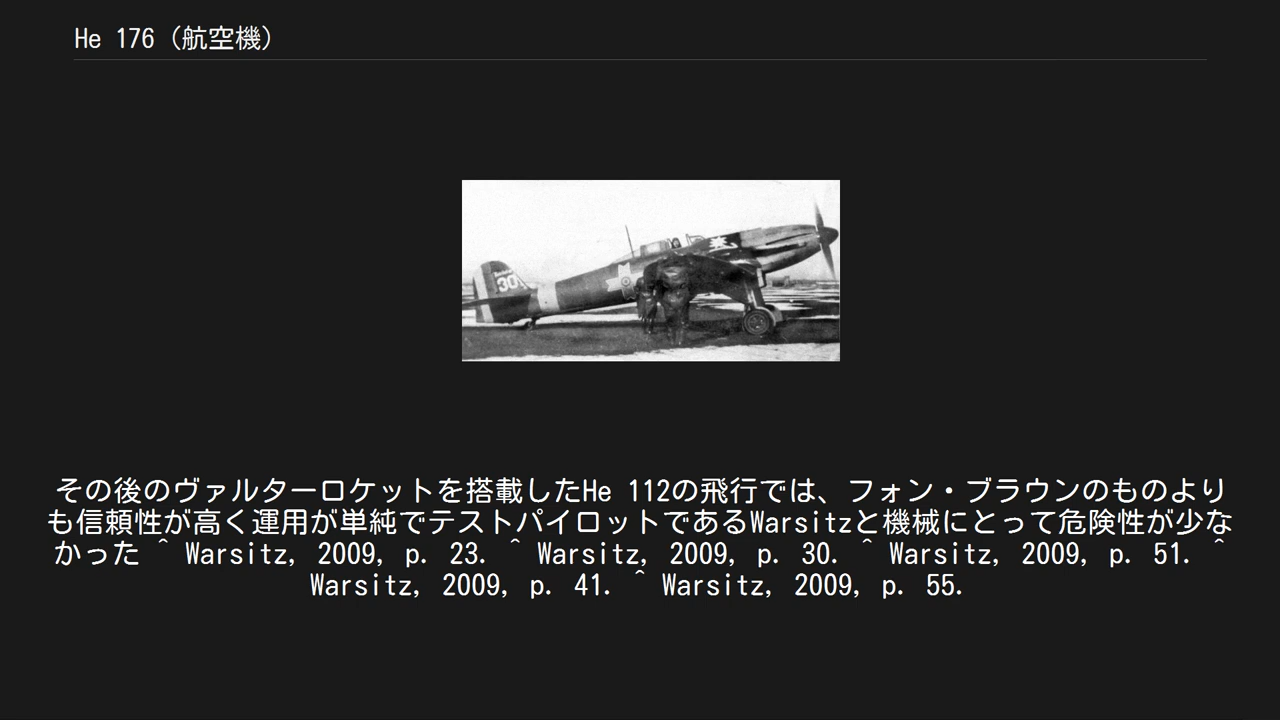 He 176（航空機）
30
その後のヴァルターロケットを搭載したHe 112の飛行では、フォン・ブラウンのものより
も信頼性が高く運用が単純でテストパイロットであるWarsitzと機械にとって危険性が少な
かった ^ Warsitz, 2009, p. 23. ^ Warsitz, 2009, p. 30. ^ Warsitz, 2009, p. 51. ^
Warsitz, 2009, p. 41. ^ Warsitz, 2009, p. 55.